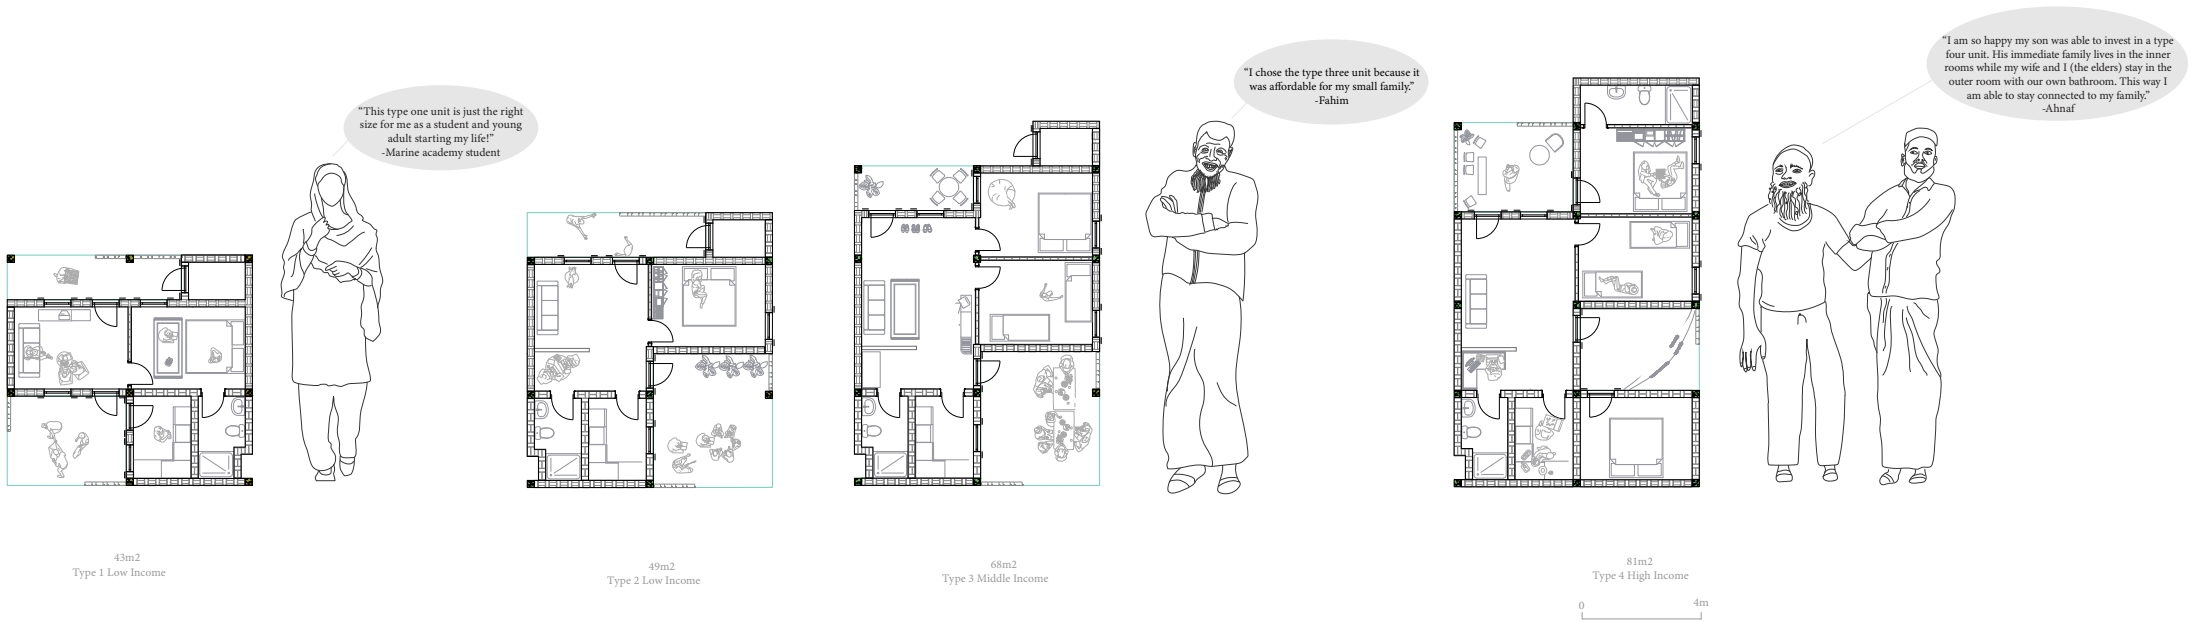 “This type one unit is just the right
size for me as a student and young
adult starting my life!”
-Marine academy student
“I chose the type three unit because it
was affordable for my small family.”
-Fahim
“I am so happy my son was able to invest in a type
four unit. His immediate family lives in the inner
rooms while my wife and I (the elders) stay in the
outer room with our own bathroom. This way I
am able to stay connected to my family.”
-Ahnaf
43m2
Type 1 Low Income
49m2
Type 2 Low Income
68m2
Type 3 Middle Income
81m2
Type 4 High Income
0 4m